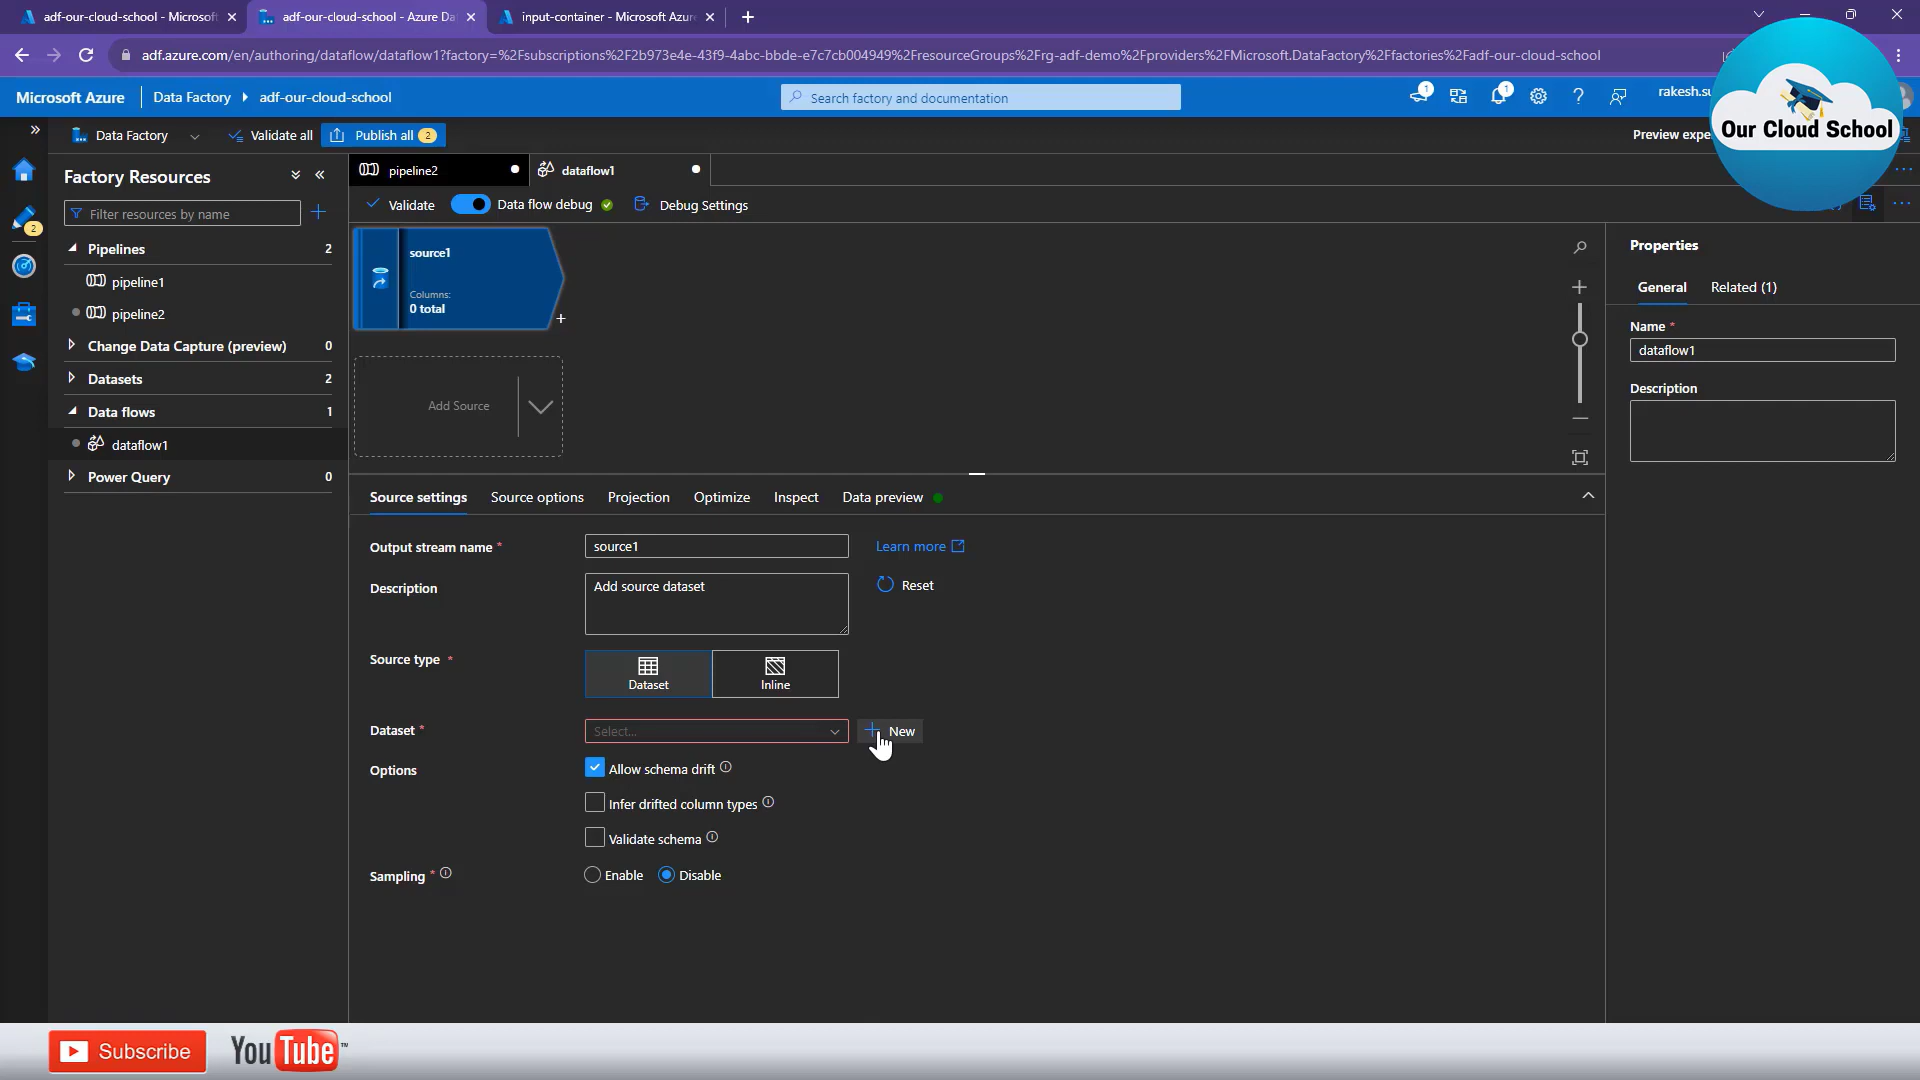 adf-our-cloud-school - Microsoft
adf-our-cloud-school - Azure Da
input-container - Microsoft Azure
adf.azure.com/en/authoring/dataflow/dataflow1?factory=%2Fsubscriptions%2F2b973e4e-43f9-4abc-bbde-e7c7cb004949%2FresourceGroups%2Frg-adf-demo%2Fproviders%2FMicrosoft.DataFactory%2Ffactories%2Fadf-our-cloud-school
Microsoft Azure
Data Factory
adf-our-cloud-school
Search factory and documentation
1
1
rakesh.su
Our Cloud School
Data Factory
Validate all
Publish all 2
Preview expe
2
Factory Resources
Filter resources by name
Pipelines 2
pipeline1
pipeline2
Change Data Capture (preview) 0
Datasets 2
Data flows 1
dataflow1
Power Query 0
pipeline2
dataflow1
Validate
Data flow debug
Debug Settings
source1
Columns:
0 total
Add Source
Source settings
Source options
Projection
Optimize
Inspect
Data preview
Output stream name *
source1
Learn more
Description
Add source dataset
Reset
Source type *
Dataset
Inline
Dataset *
Select...
New
Options
Allow schema drift
Infer drifted column types
Validate schema
Sampling *
Enable
Disable
Properties
General
Related (1)
Name *
dataflow1
Description
Subscribe
YouTube™